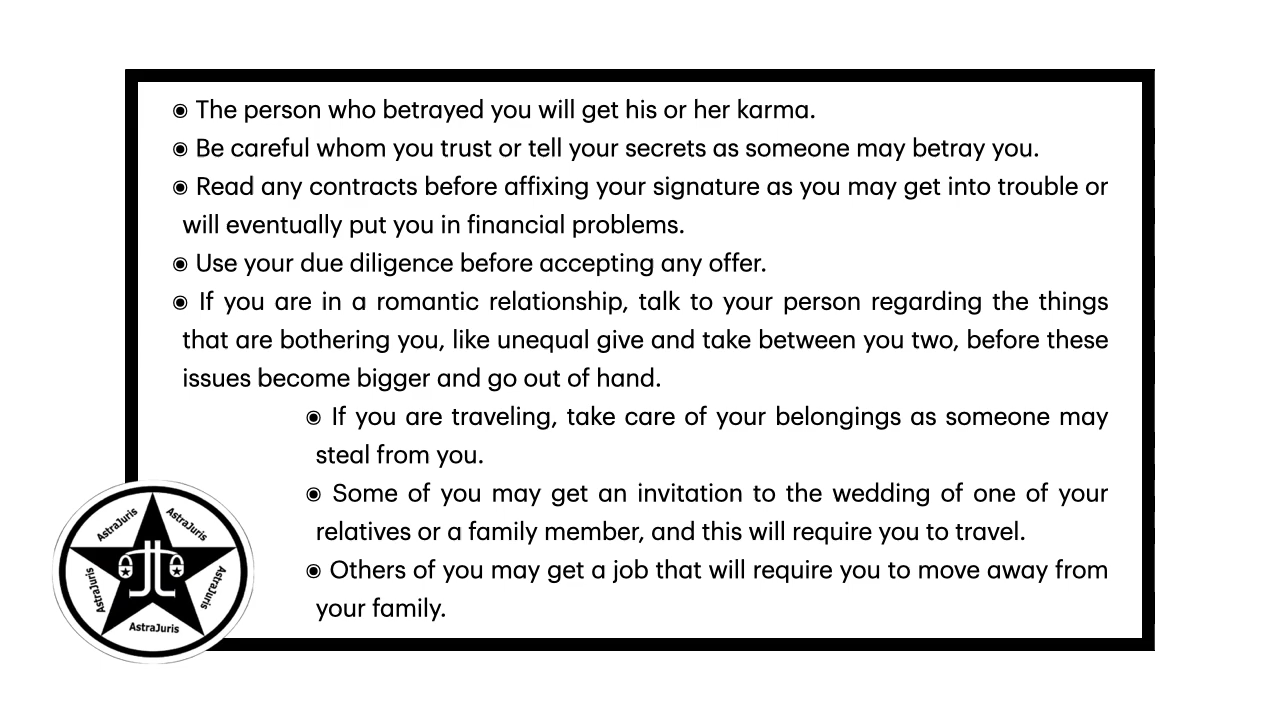 ◉ The person who betrayed you will get his or her karma.
◉ Be careful whom you trust or tell your secrets as someone may betray you.
◉ Read any contracts before affixing your signature as you may get into trouble or
will eventually put you in financial problems.
◉ Use your due diligence before accepting any offer.
◉ If you are in a romantic relationship, talk to your person regarding the things
that are bothering you, like unequal give and take between you two, before these
issues become bigger and go out of hand.
◉ If you are traveling, take care of your belongings as someone may
steal from you.
◉ Some of you may get an invitation to the wedding of one of your
relatives or a family member, and this will require you to travel.
◉ Others of you may get a job that will require you to move away from
your family.
AstraJuris
AstraJuris
AstraJuris
AstraJuris
AstraJuris